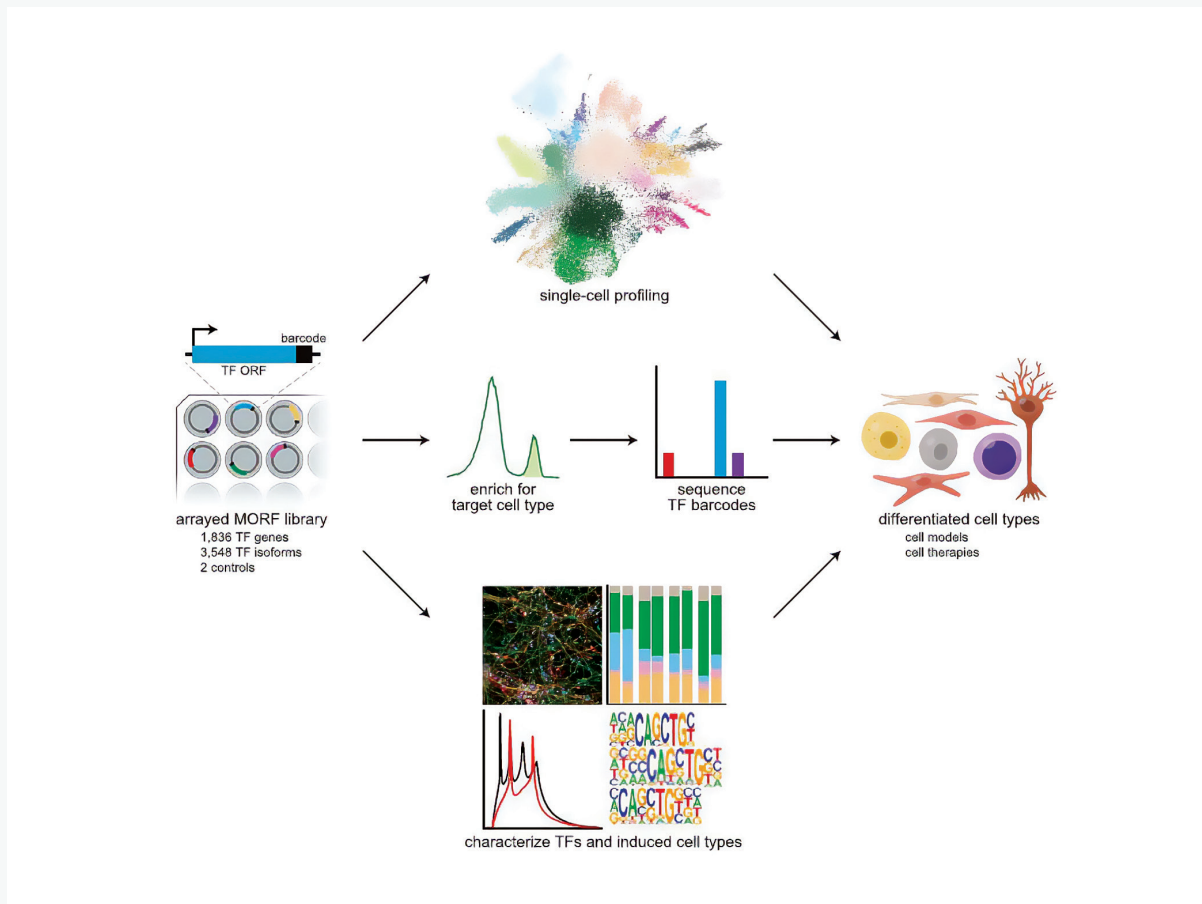 single-cell profiling
barcode
TF ORF
enrich for
target cell type
sequence
TF barcodes
arrayed MORF library
1,836 TF genes
3,548 TF isoforms
2 controls
differentiated cell types
cell models
cell therapies
characterize TFs and induced cell types